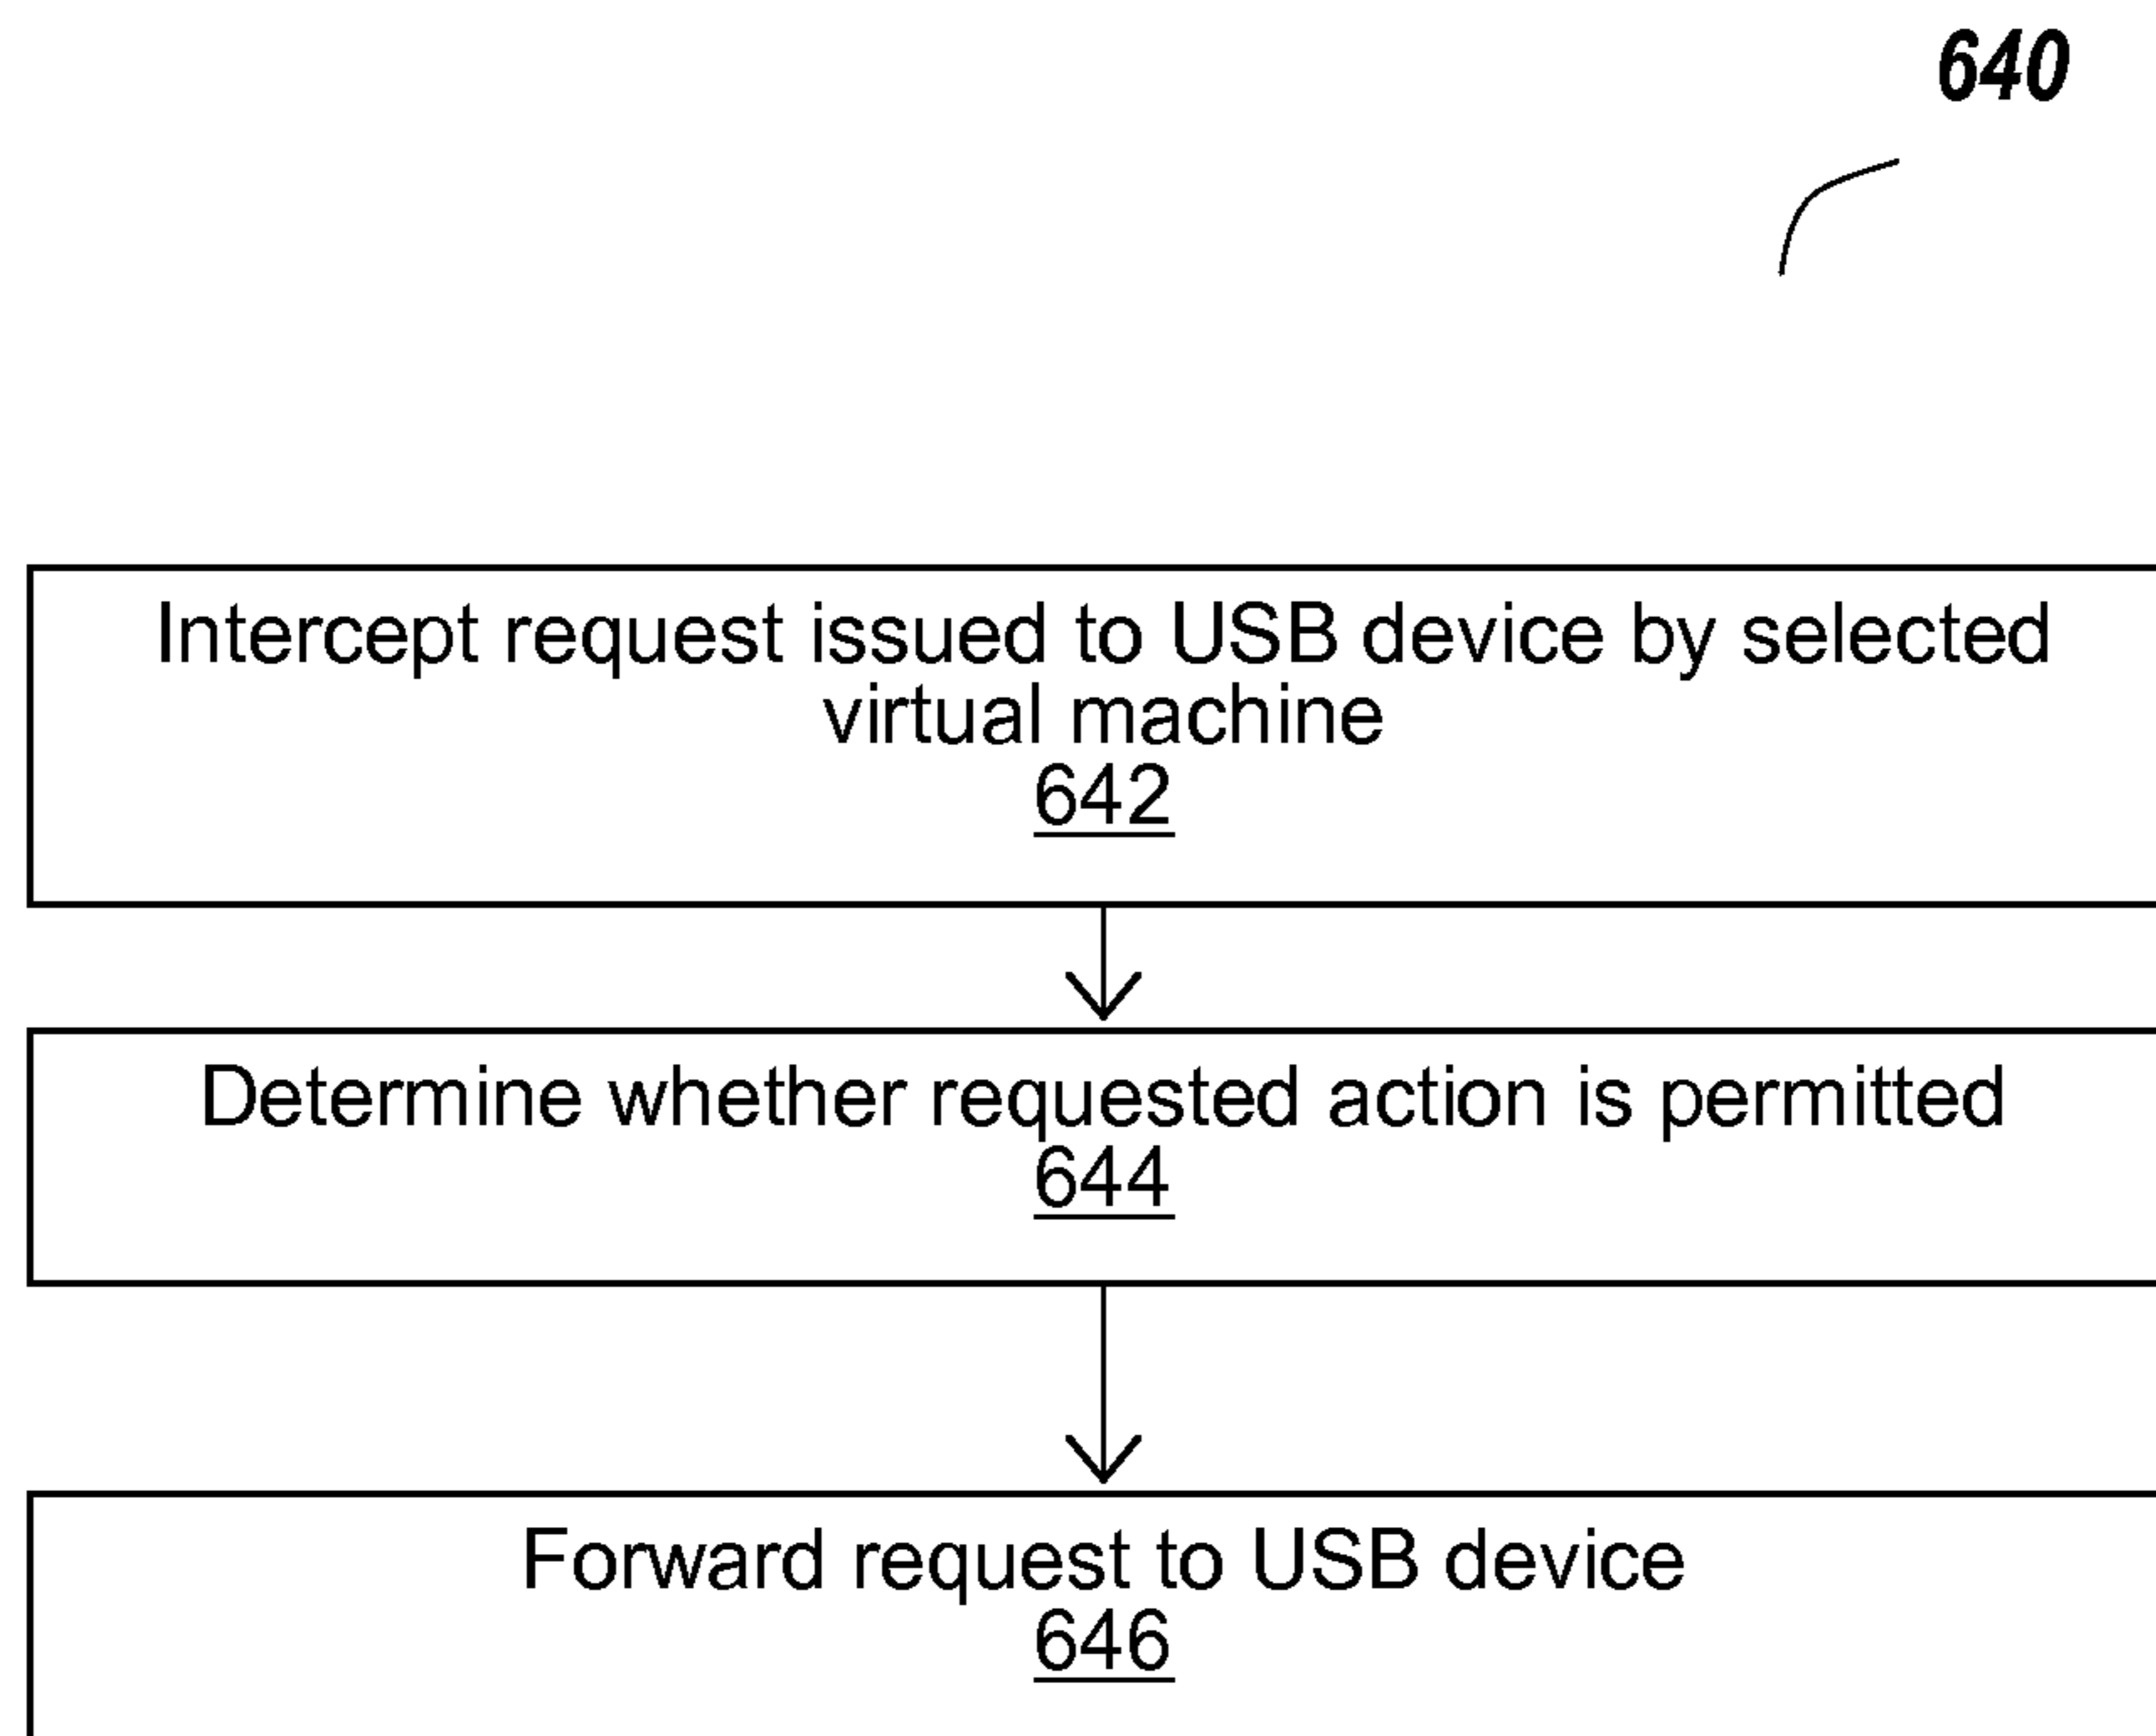 640
Intercept request issued to USB device by selected
virtual machine
642
Determine whether requested action is permitted
644
Forward request to USB device
646